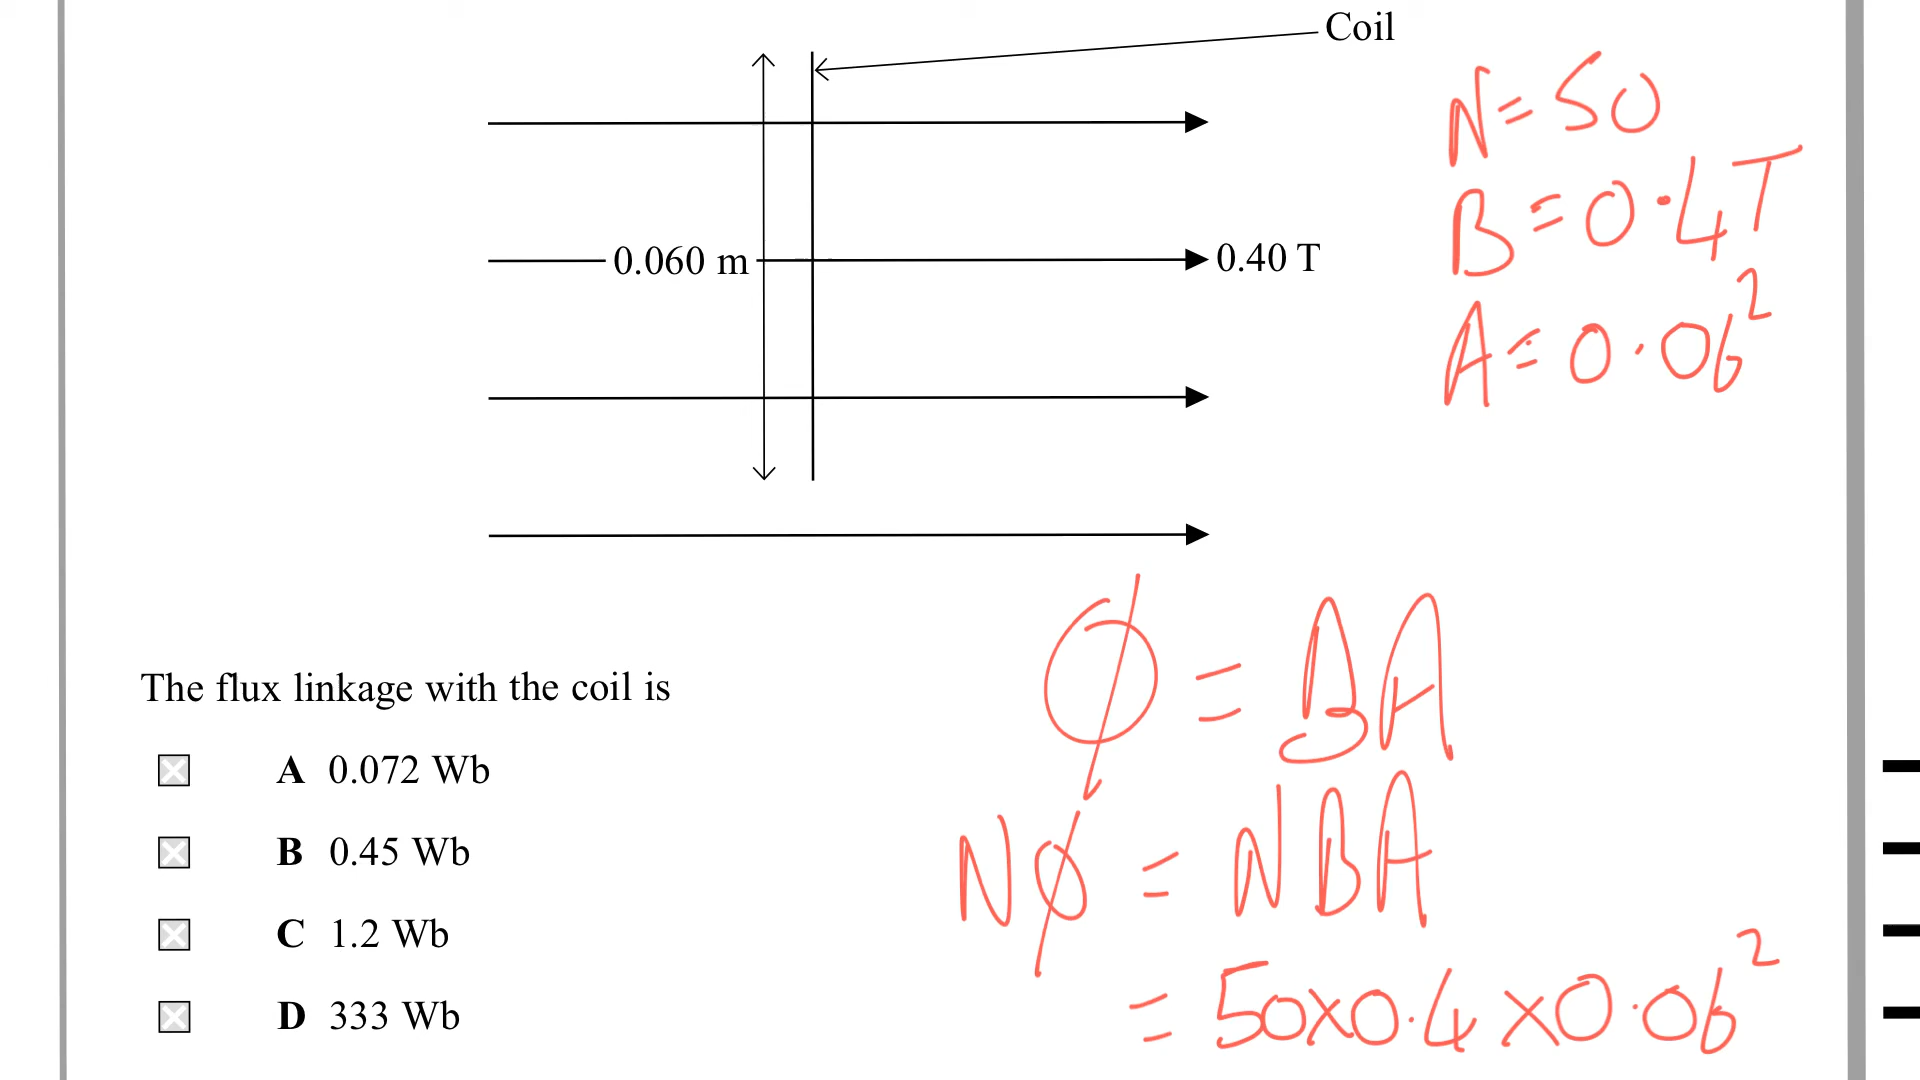 Coil
N=50
B=0.4T
0.060 m
0.40 T
A=0.06²
Φ=BA
The flux linkage with the coil is
A 0.072 Wb
NΦ=NBA
B 0.45 Wb
C 1.2 Wb
D 333 Wb
=50×0.4×0.06²